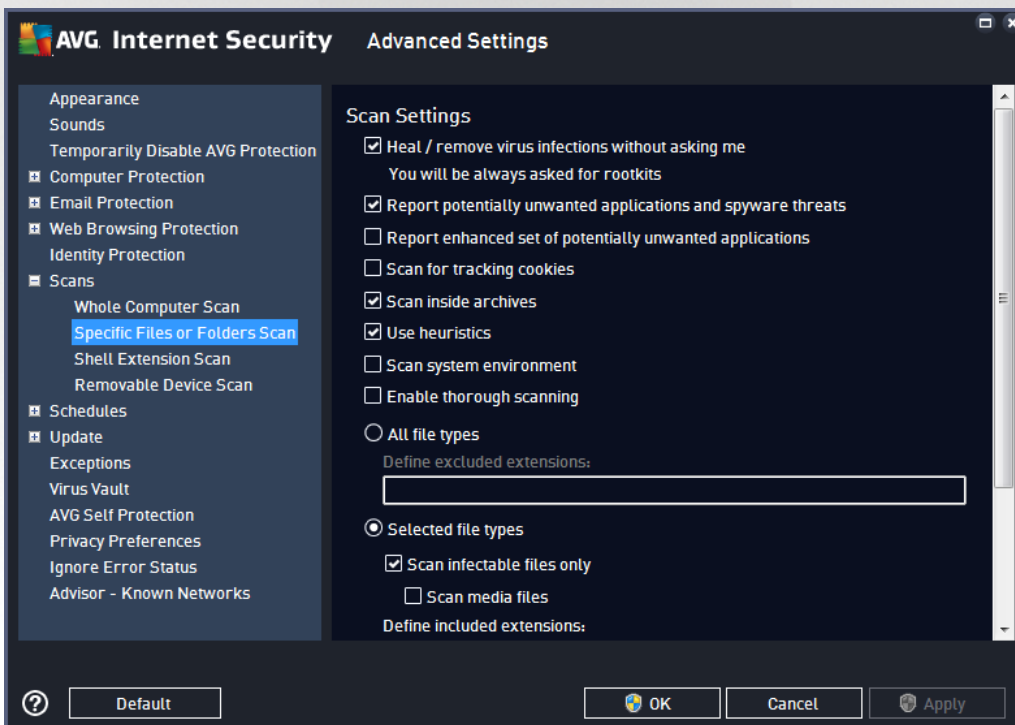 AVG. Internet Security Advanced Settings
Appearance
Sounds
Temporarily Disable AVG Protection
Computer Protection
Email Protection
Web Browsing Protection
Identity Protection
Scans
Whole Computer Scan
Specific Files or Folders Scan
Shell Extension Scan
Removable Device Scan
Schedules
Update
Exceptions
Virus Vault
AVG Self Protection
Privacy Preferences
Ignore Error Status
Advisor - Known Networks
Scan Settings
Heal / remove virus infections without asking me
You will be always asked for rootkits
Report potentially unwanted applications and spyware threats
Report enhanced set of potentially unwanted applications
Scan for tracking cookies
Scan inside archives
Use heuristics
Scan system environment
Enable thorough scanning
All file types
Define excluded extensions:
Selected file types
Scan infectable files only
Scan media files
Define included extensions:
Default
OK
Cancel
Apply